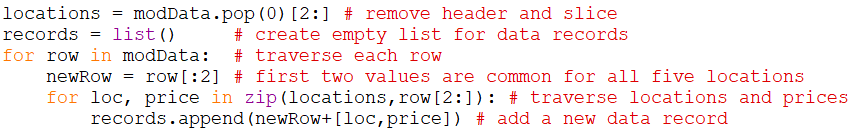 locations = modData.pop(0)[2:] # remove header and slice
records = list()     # create empty list for data records
for row in modData:  # traverse each row
    newRow = row[:2] # first two values are common for all five locations
    for loc, price in zip(locations,row[2:]): # traverse locations and prices
        records.append(newRow+[loc,price]) # add a new data record